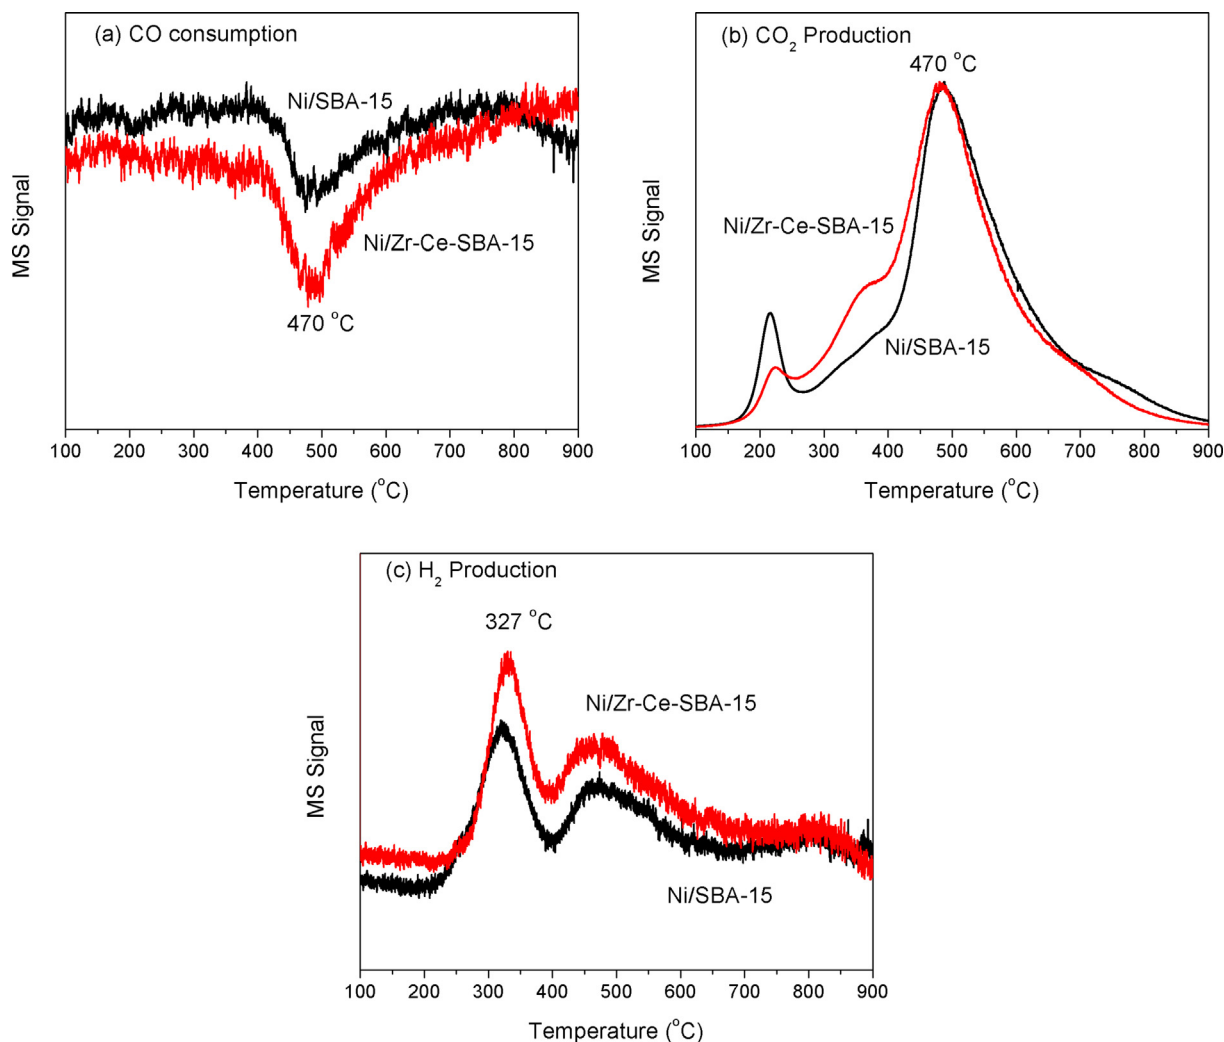 (a) CO consumption
Ni/SBA-15
Ni/Zr-Ce-SBA-15
470 °C
MS Signal
100 200 300 400 500 600 700 800 900
Temperature (°C)
(b) CO₂ Production
470 °C
Ni/Zr-Ce-SBA-15
Ni/SBA-15
MS Signal
100 200 300 400 500 600 700 800 900
Temperature (°C)
(c) H₂ Production
327 °C
Ni/Zr-Ce-SBA-15
Ni/SBA-15
MS Signal
100 200 300 400 500 600 700 800 900
Temperature (°C)